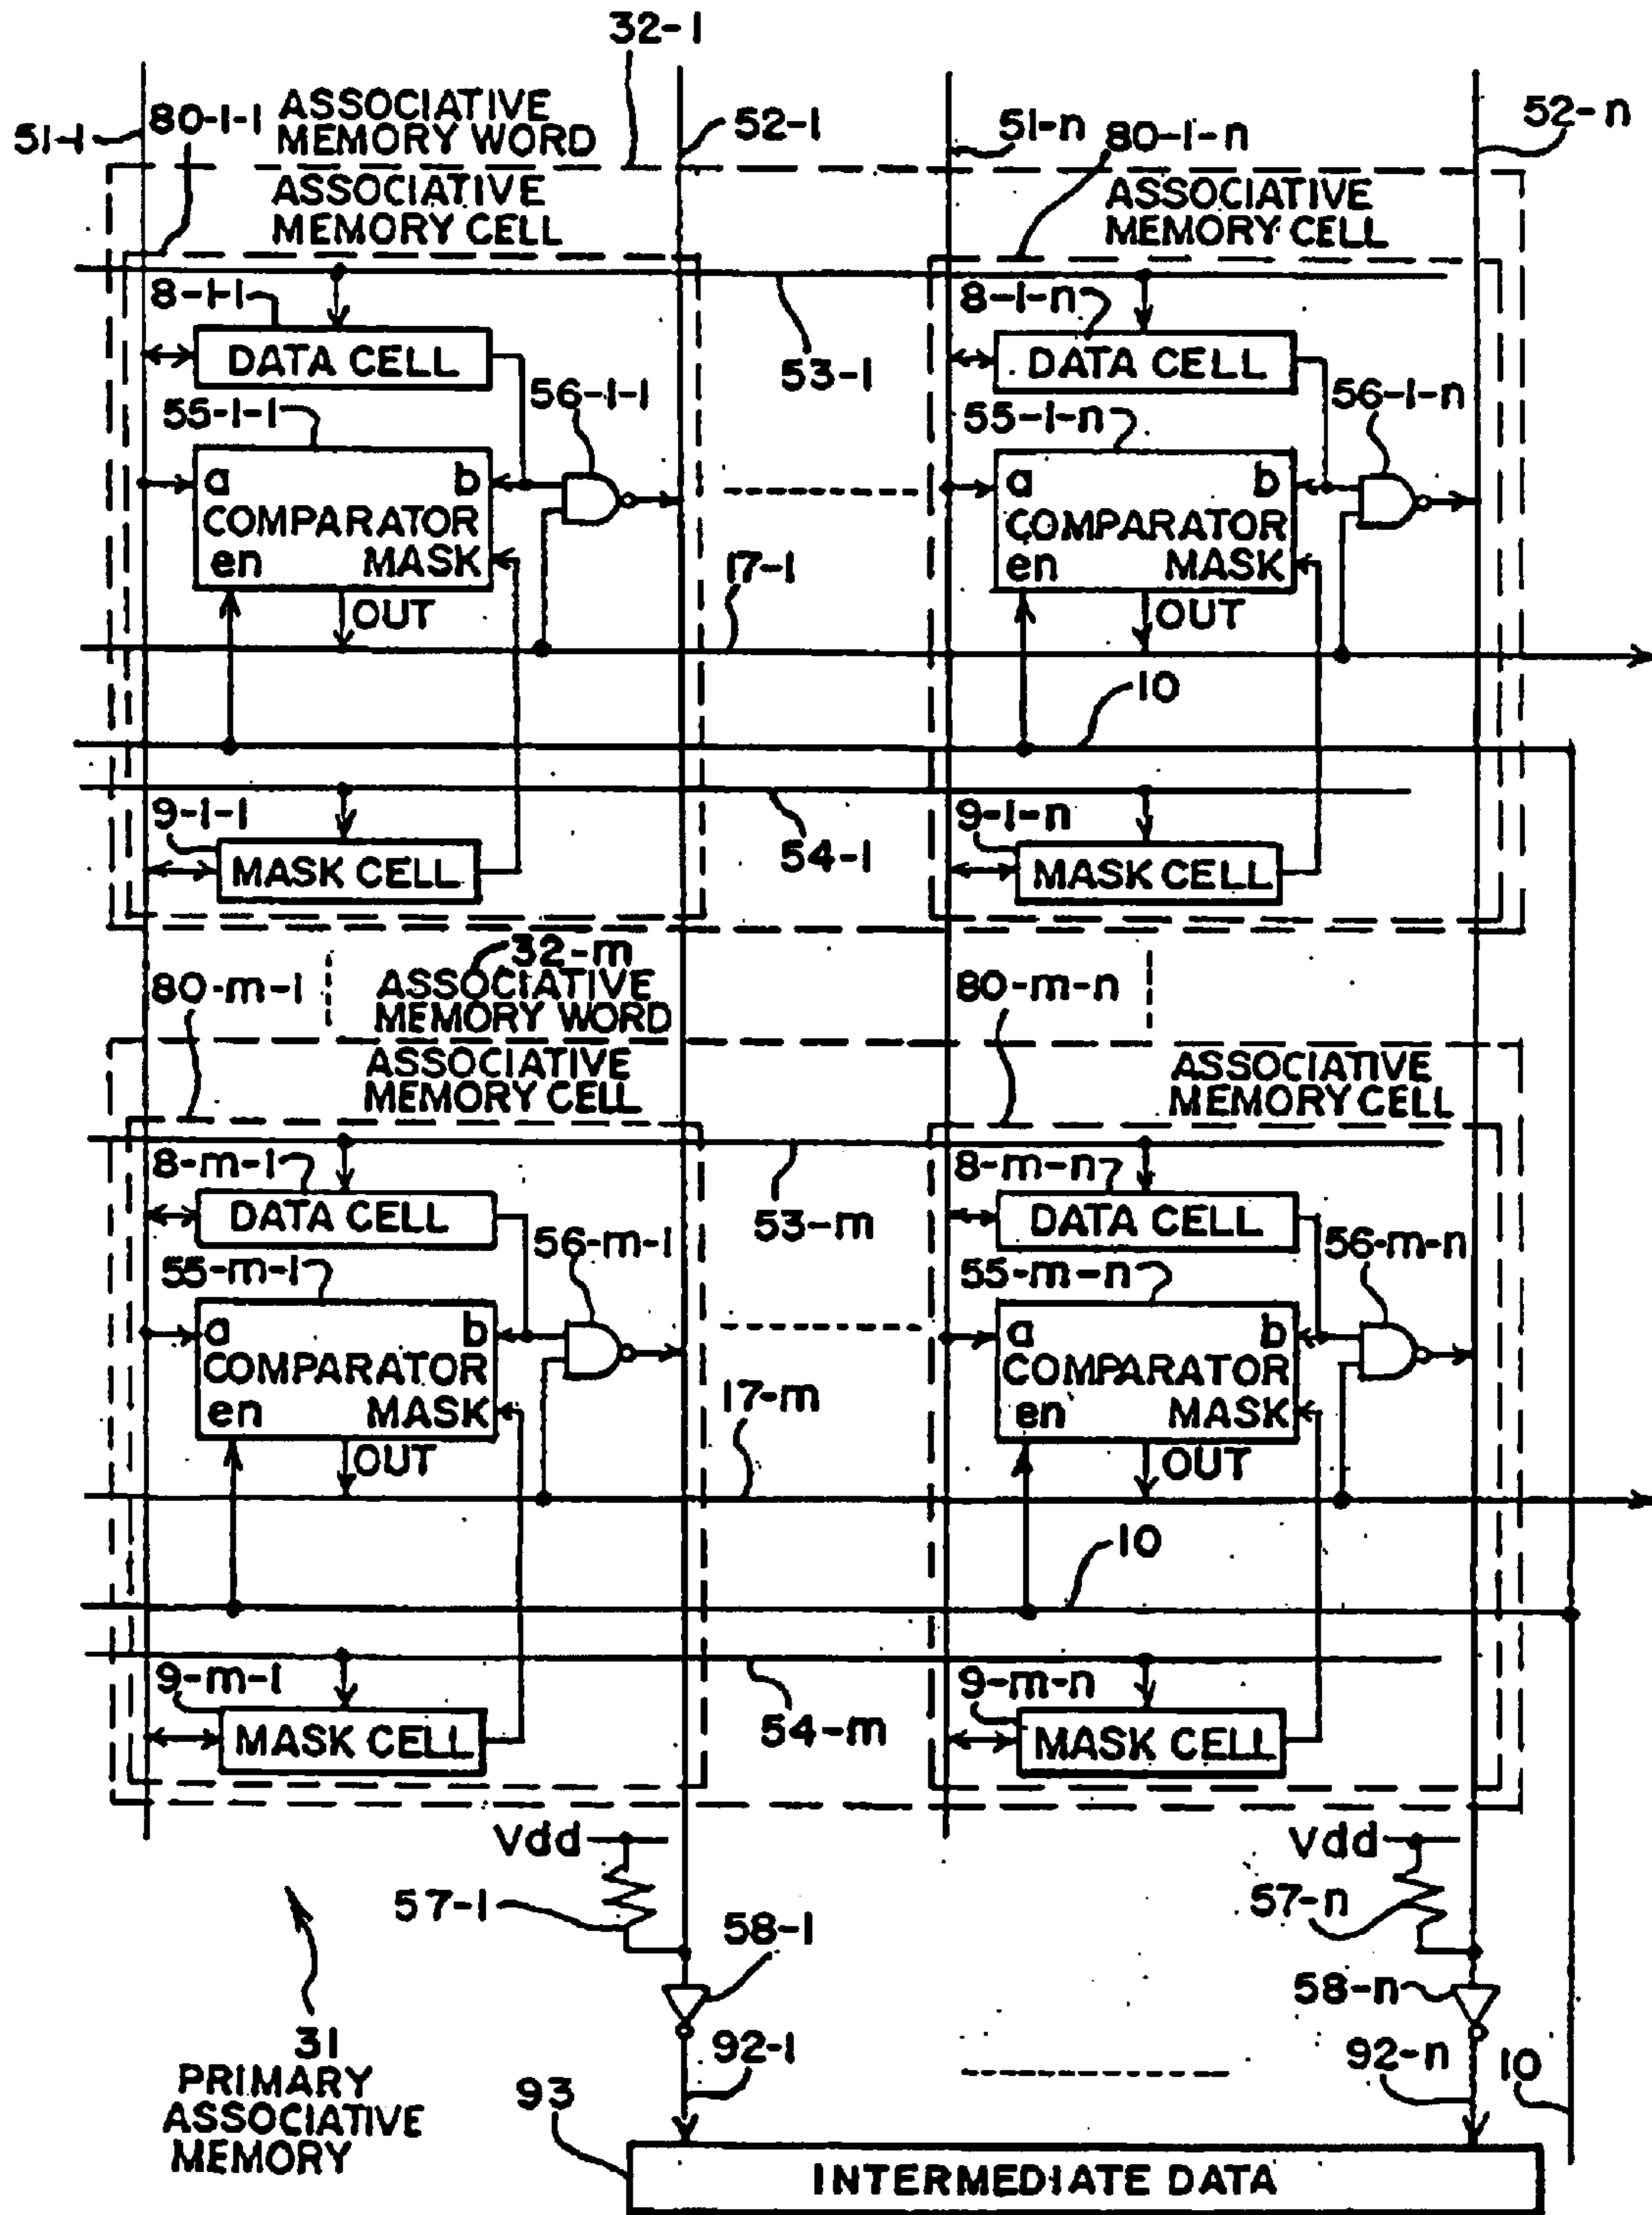 32-1
51-1
80-1-1
ASSOCIATIVE
MEMORY WORD
52-1
51-n
80-1-n
52-n
ASSOCIATIVE
MEMORY CELL
ASSOCIATIVE
MEMORY CELL
8-1-1
DATA CELL
53-1
8-1-n
DATA CELL
55-1-1
56-1-1
55-1-n
56-1-n
a b
COMPARATOR
en MASK
OUT
a b
COMPARATOR
en MASK
OUT
17-1
10
9-1-1
MASK CELL
54-1
9-1-n
MASK CELL
80-m-1
32-m
ASSOCIATIVE
MEMORY WORD
80-m-n
ASSOCIATIVE
MEMORY CELL
ASSOCIATIVE
MEMORY CELL
8-m-1
DATA CELL
53-m
8-m-n
DATA CELL
55-m-1
56-m-1
55-m-n
56-m-n
a b
COMPARATOR
en MASK
OUT
a b
COMPARATOR
en MASK
OUT
17-m
10
9-m-1
MASK CELL
54-m
9-m-n
MASK CELL
Vdd
Vdd
57-1
57-n
58-1
58-n
31
PRIMARY
ASSOCIATIVE
MEMORY
92-1
92-n
10
93
INTERMEDIATE DATA